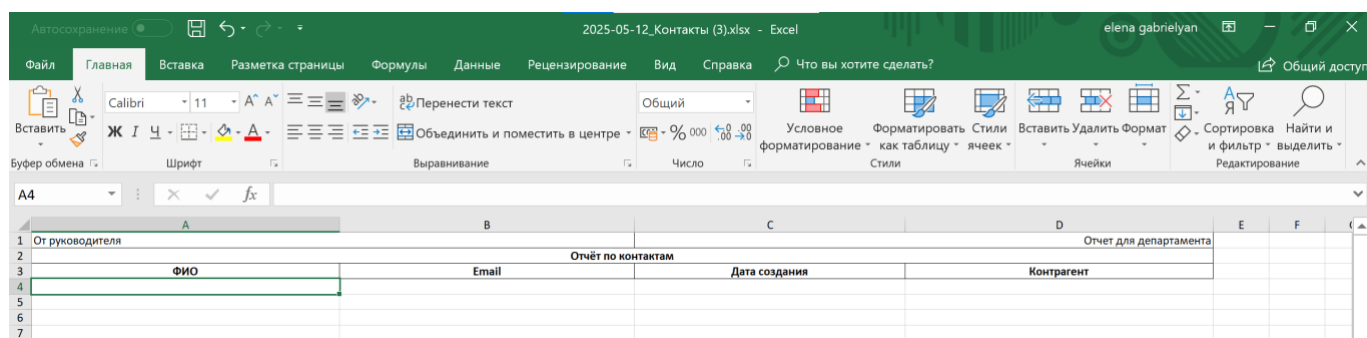 Автосохранение 2025-05-12_Контакты (3).xlsx - Excel elena gabrielyan
Файл Главная Вставка Разметка страницы Формулы Данные Рецензирование Вид Справка Что вы хотите сделать? Общий доступ
Calibri 11 Перенести текст Общий
Вставить Ж К Ч Объединить и поместить в центре % 000 Условное форматирование Форматировать как таблицу Стили ячеек Вставить Удалить Формат Сортировка и фильтр Найти и выделить
Буфер обмена Шрифт Выравнивание Число Стили Ячейки Редактирование
A4 fx
A B C D E F
1 От руководителя Отчет для департамента
2 Отчёт по контактам
3 ФИО Email Дата создания Контрагент
4
5
6
7